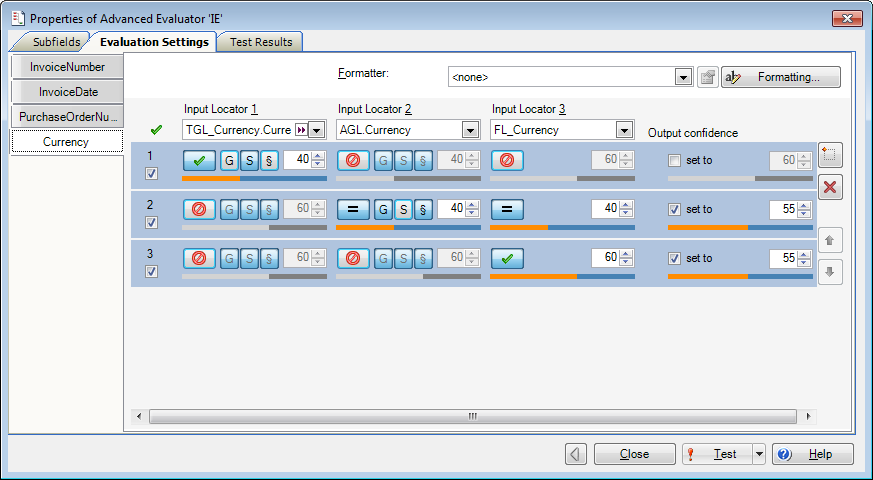 Properties of Advanced Evaluator 'IE'
Subfields Evaluation Settings Test Results
InvoiceNumber
InvoiceDate
PurchaseOrderNu...
Currency
Formatter: <none> Formatting...
Input Locator 1 Input Locator 2 Input Locator 3
TGL_Currency.Curre AGL.Currency FL_Currency Output confidence
1 G S § 40 G S § 40 60 set to 60
2 G S § 60 = G S § 40 = 40 set to 55
3 G S § 60 G S § 60 60 set to 55
Close Test Help